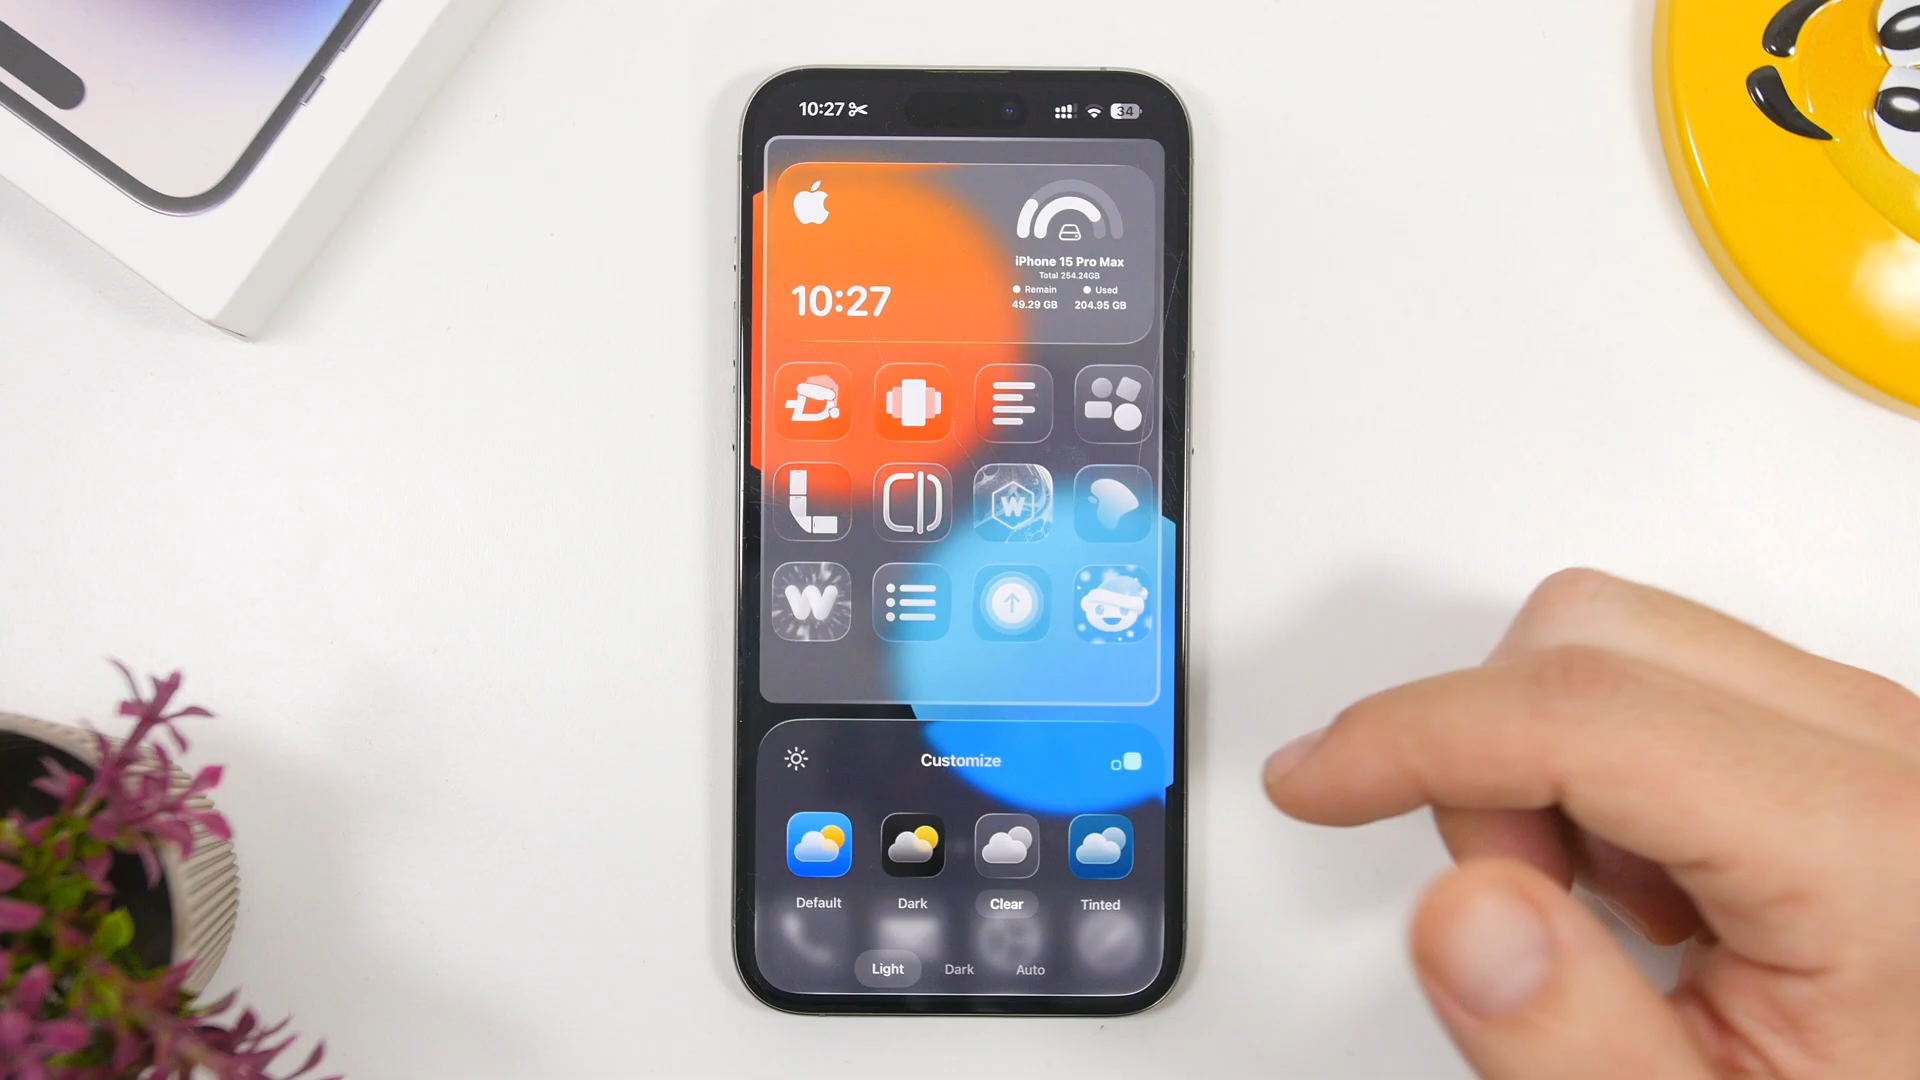 10:27
34
10:27
iPhone 15 Pro Max
Total 254.24GB
Remain Used
49.29 GB 204.95 GB
W
W
Customize
Default Dark Clear Tinted
Light Dark Auto